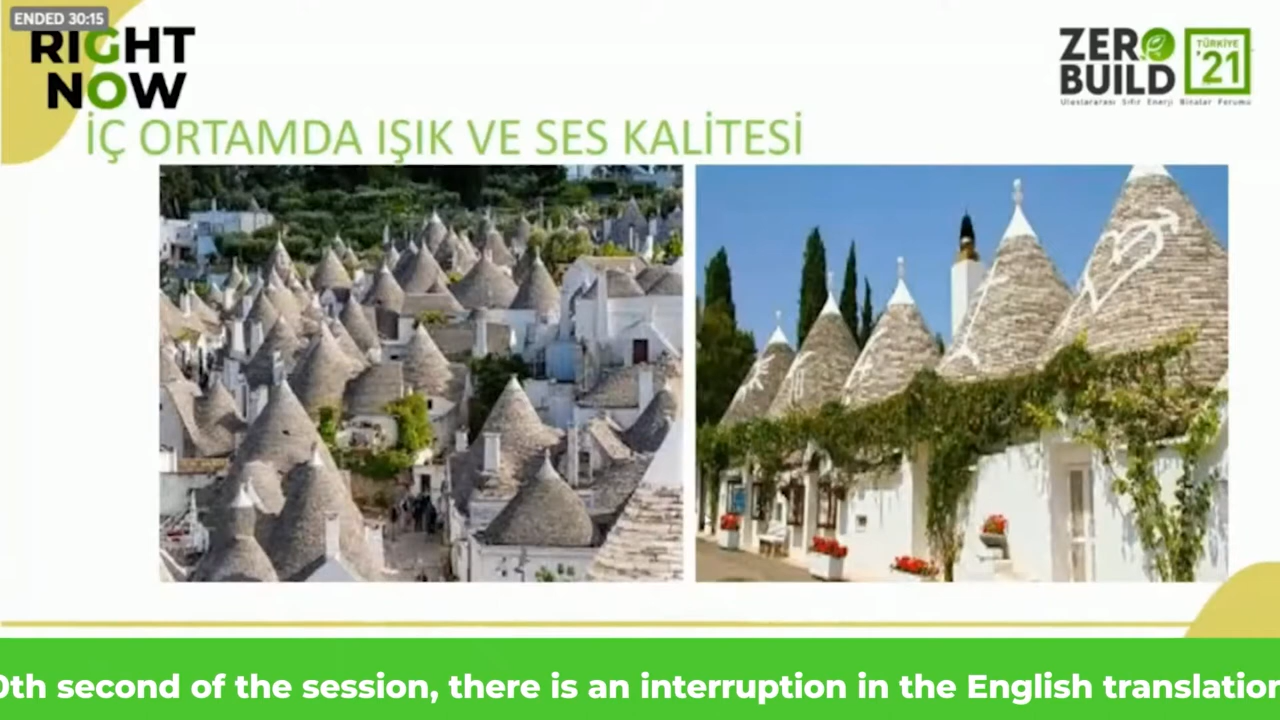 ENDED 30:15
RIGHT
NOW
ZERO
BUILD
TÜRKİYE
'21
Uluslararası Sıfır Enerji Binalar Forumu
İÇ ORTAMDA IŞIK VE SES KALİTESİ
0th second of the session, there is an interruption in the English translation